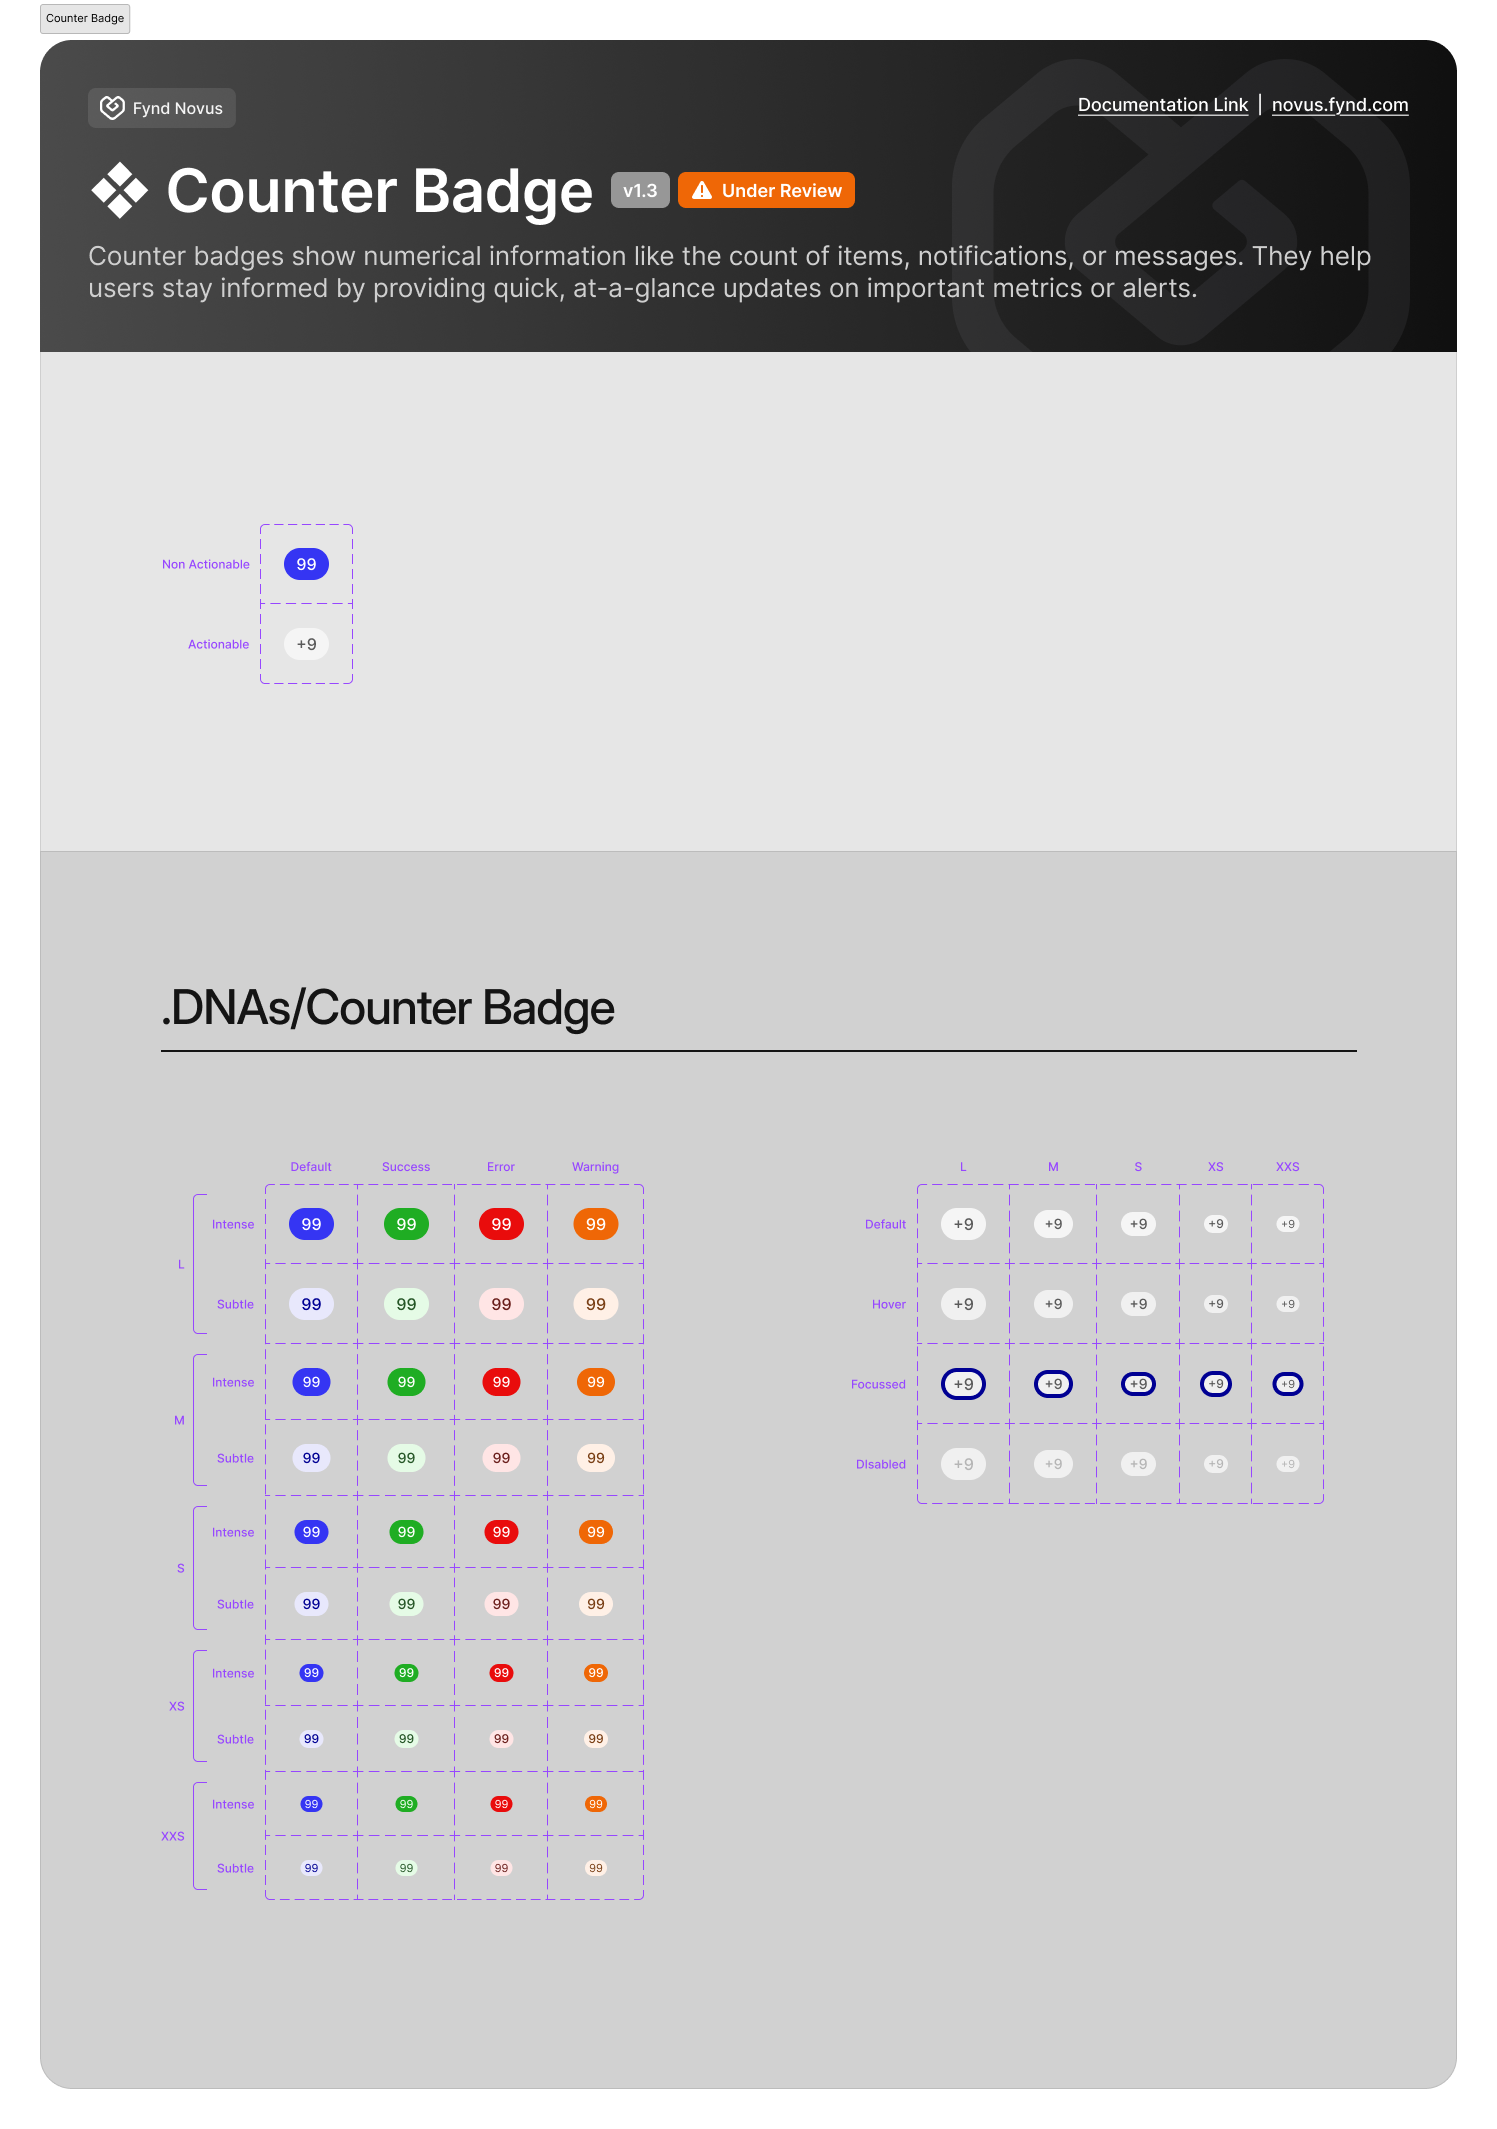 Counter Badge
Fynd Novus
Documentation Link | novus.fynd.com
Counter Badge v1.3 Under Review
Counter badges show numerical information like the count of items, notifications, or messages. They help
users stay informed by providing quick, at-a-glance updates on important metrics or alerts.
Non Actionable 99
Actionable +9
.DNAs/Counter Badge
Default Success Error Warning
L
Intense 99 99 99 99
Subtle 99 99 99 99
M
Intense 99 99 99 99
Subtle 99 99 99 99
S
Intense 99 99 99 99
Subtle 99 99 99 99
XS
Intense 99 99 99 99
Subtle 99 99 99 99
XXS
Intense 99 99 99 99
Subtle 99 99 99 99
L M S XS XXS
Default +9 +9 +9 +9 +9
Hover +9 +9 +9 +9 +9
Focussed +9 +9 +9 +9 +9
DIsabled +9 +9 +9 +9 +9